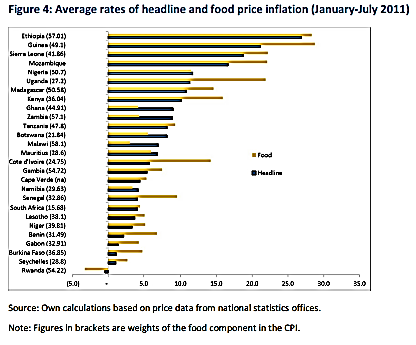 Figure 4: Average rates of headline and food price inflation (January-July 2011)
Ethiopia (57.01)
Guinea (49.1)
Sierra Leone (41.86)
Mozambique
Nigeria (50.7)
Uganda (27.2)
Madagascar (50.58)
Kenya (36.04)
Ghana (44.91)
Zambia (57.1)
Tanzania (47.8)
Botswana (21.84)
Malawi (58.1)
Mauritius (28.6)
Cote d'Ivoire (24.75)
Gambia (54.72)
Cape Verde (na)
Namibia (29.63)
Senegal (32.86)
South Africa (15.68)
Lesotho (38.1)
Niger (39.81)
Benin (31.49)
Gabon (32.91)
Burkina Faso (36.85)
Seychelles (28.8)
Rwanda (54.22)
Food
Headline
(5.0) - 5.0 10.0 15.0 20.0 25.0 30.0 35.0
Source: Own calculations based on price data from national statistics offices.
Note: Figures in brackets are weights of the food component in the CPI.